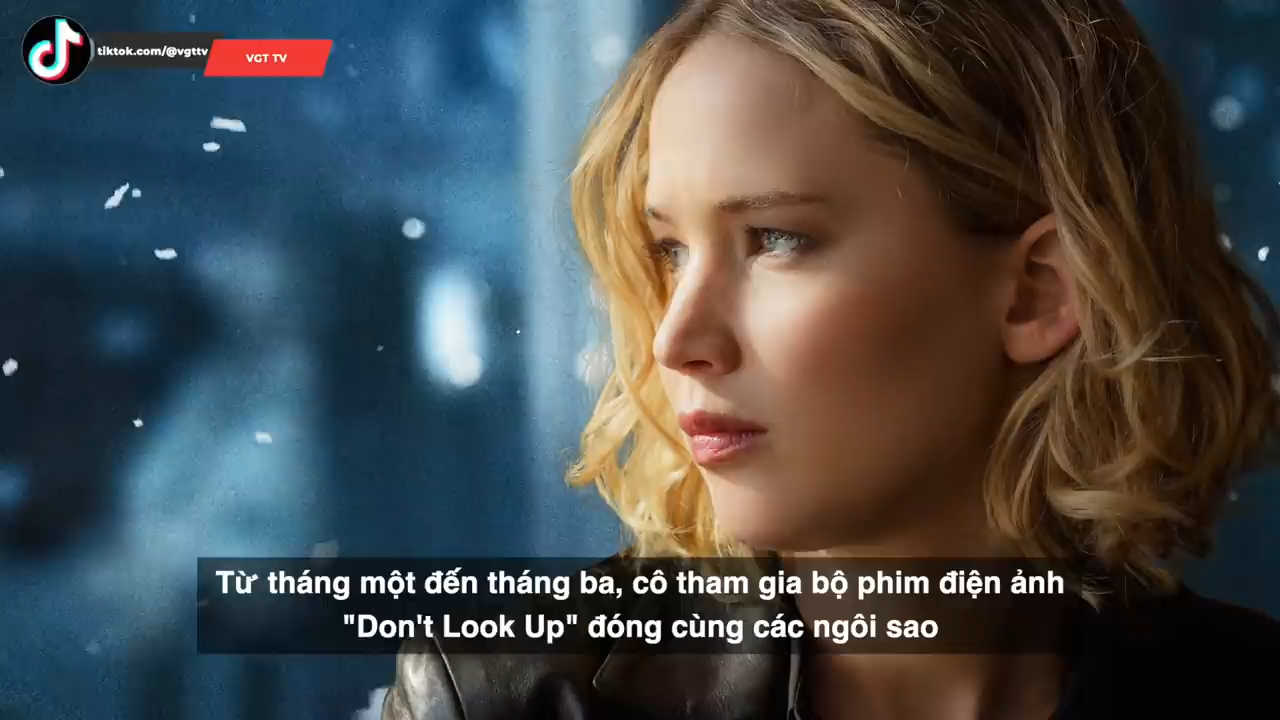 tiktok.com/@vgttv
VGT TV
Từ tháng một đến tháng ba, cô tham gia bộ phim điện ảnh
"Don't Look Up" đóng cùng các ngôi sao